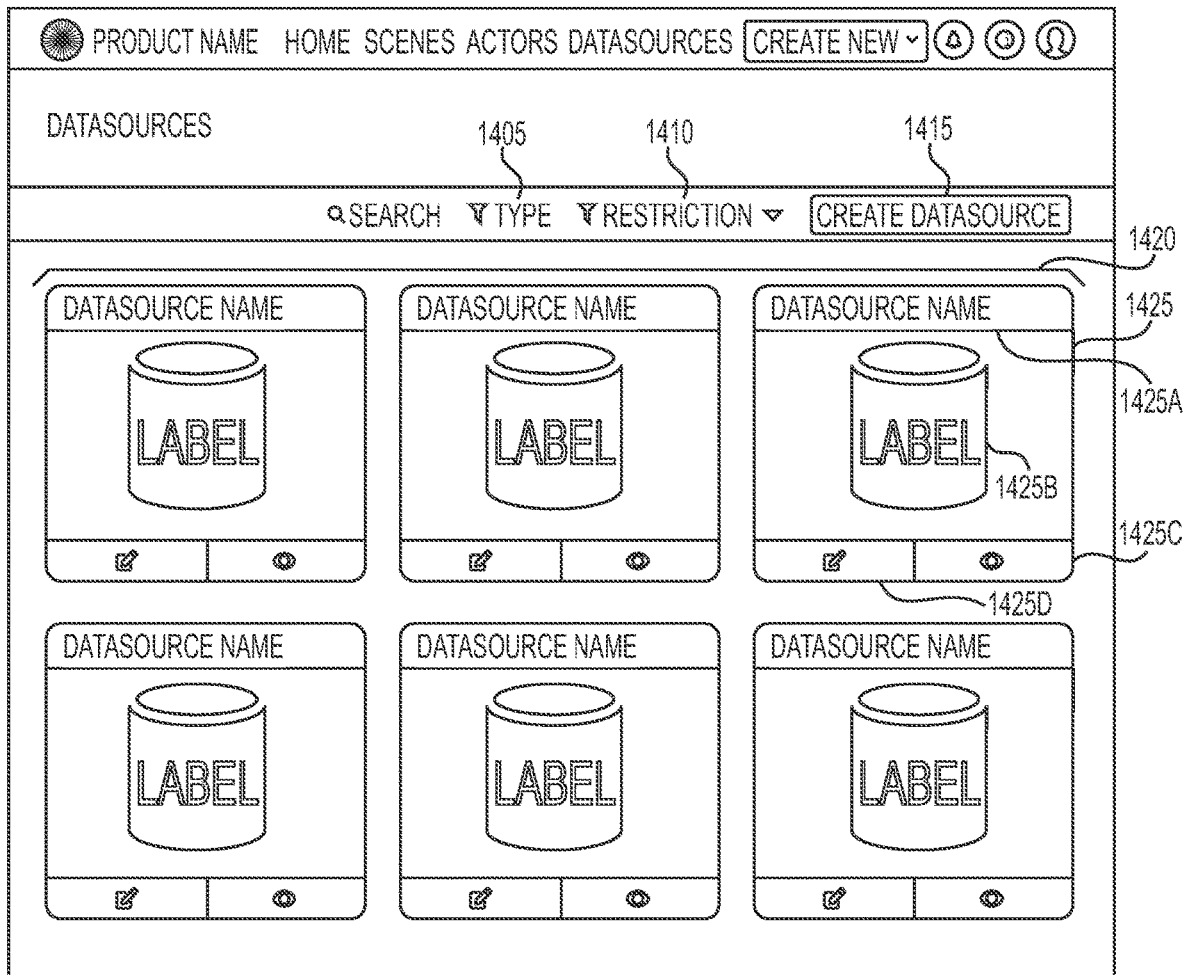 PRODUCT NAME HOME SCENES ACTORS DATASOURCES CREATE NEW
DATASOURCES
1405 1410 1415
SEARCH TYPE RESTRICTION CREATE DATASOURCE
1420
DATASOURCE NAME DATASOURCE NAME DATASOURCE NAME 1425
1425A
LABEL LABEL LABEL
1425B
1425C
1425D
DATASOURCE NAME DATASOURCE NAME DATASOURCE NAME
LABEL LABEL LABEL